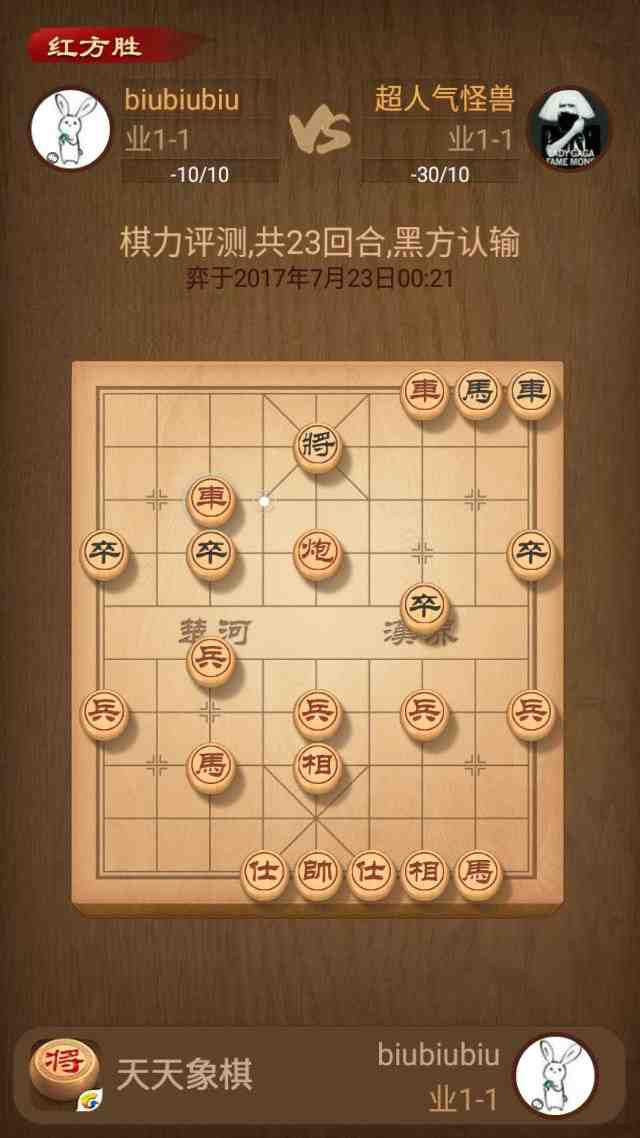 红方胜
biubiubiu
业1-1
-10/10
VS
超人气怪兽
业1-1
-30/10
棋力评测,共23回合,黑方认输
弈于2017年7月23日00:21
車 馬 車
將
車
卒 卒 炮 卒
卒
楚河
兵
兵 兵 兵 兵
馬 相
仕 帥 仕 相 馬
将
天天象棋
biubiubiu
业1-1